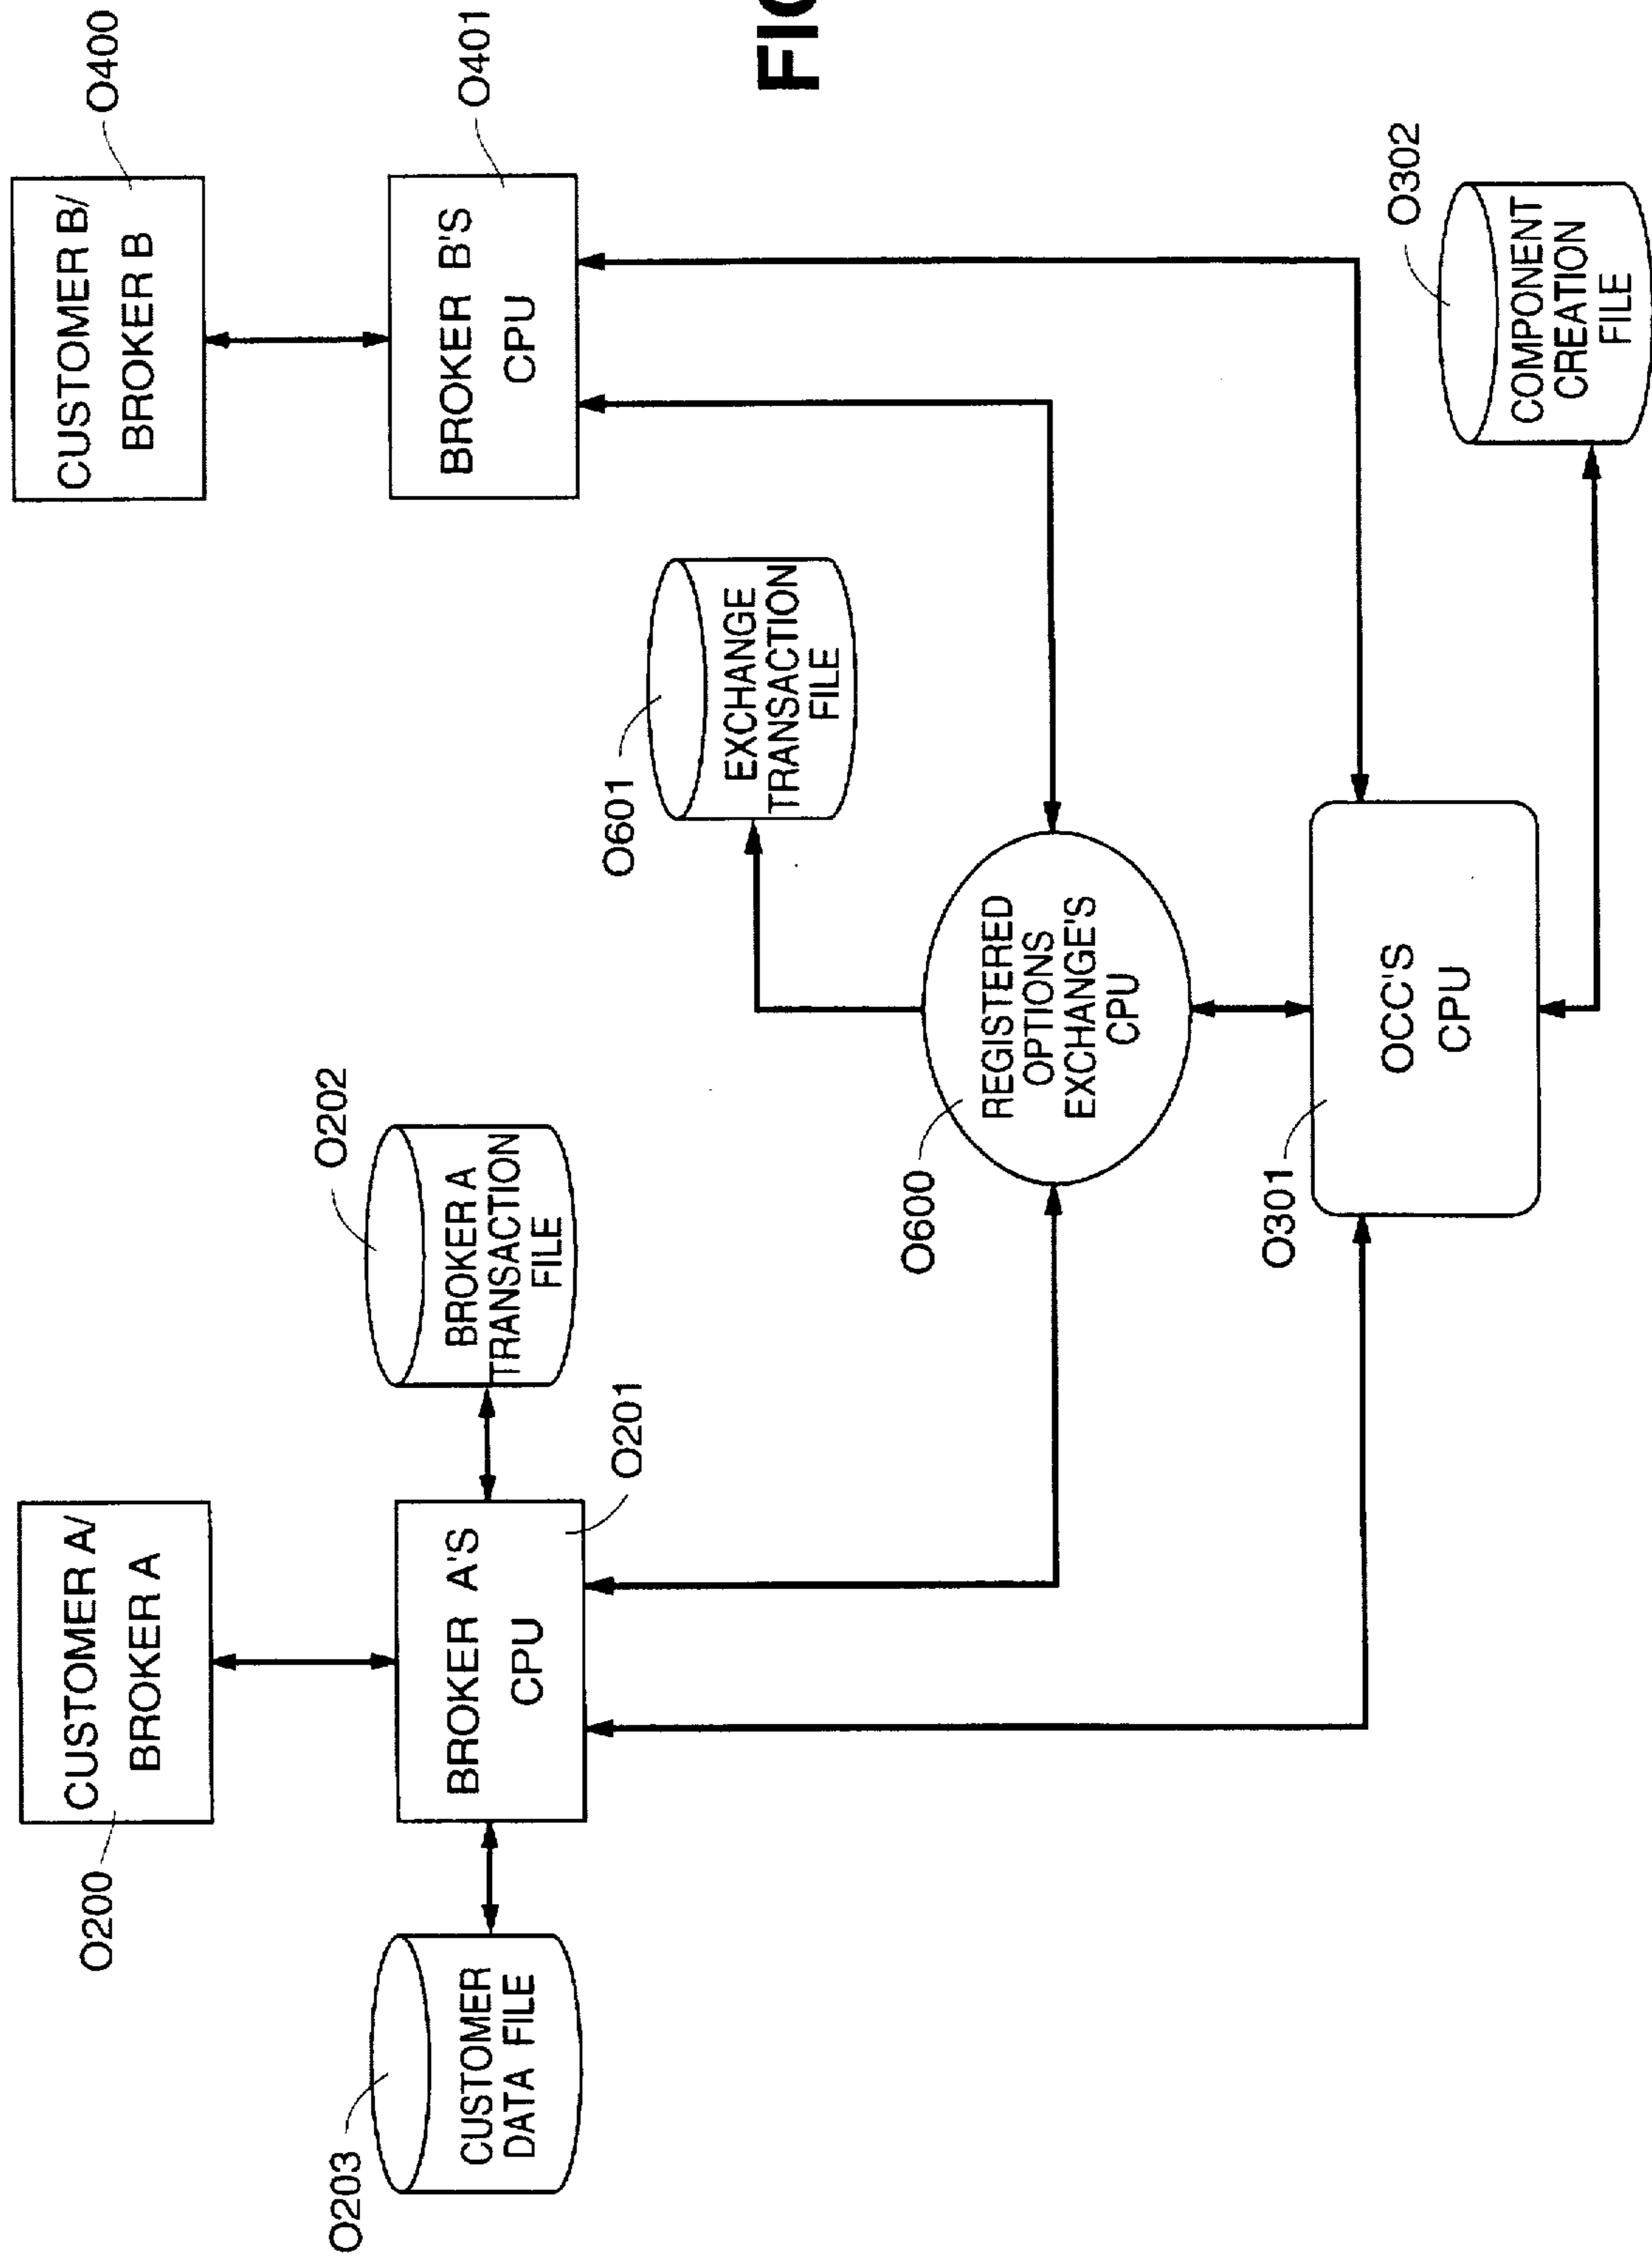 O200
CUSTOMER A/
BROKER A
CUSTOMER B/
BROKER B
O400
O203
CUSTOMER
DATA FILE
BROKER A'S
CPU
O201
O202
BROKER A
TRANSACTION
FILE
BROKER B'S
CPU
O401
O601
EXCHANGE
TRANSACTION
FILE
FIG
O600
REGISTERED
OPTIONS
EXCHANGE'S
CPU
O301
OCC'S
CPU
O302
COMPONENT
CREATION
FILE